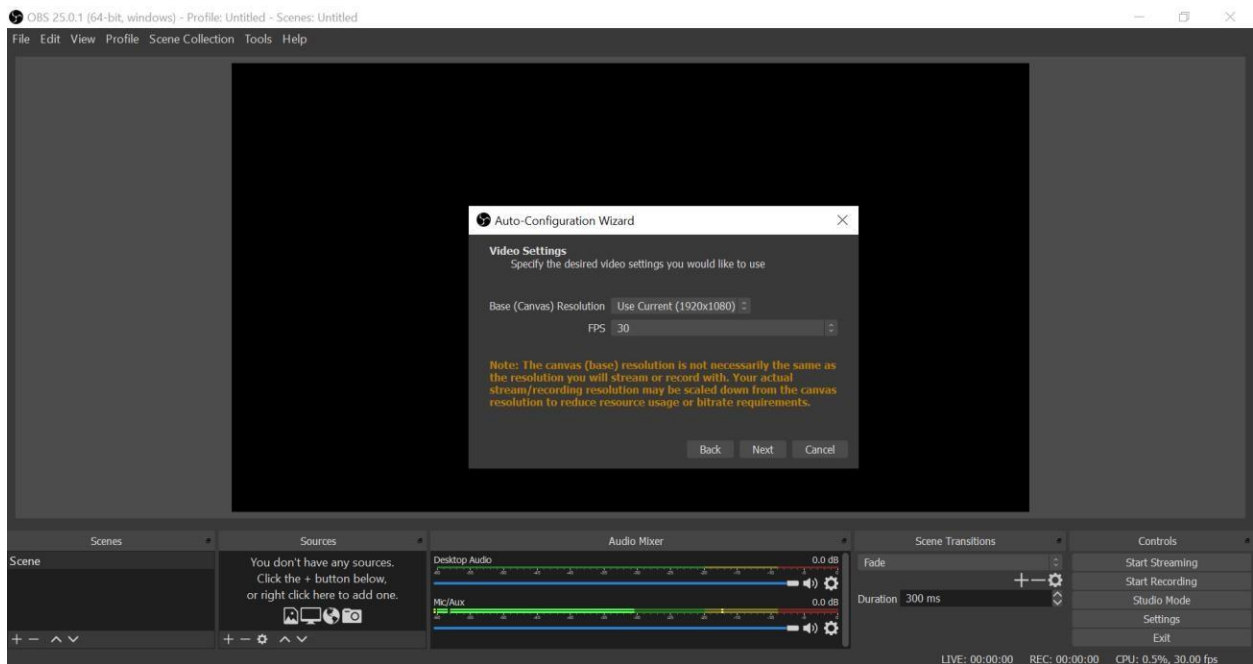 OBS 25.0.1 (64-bit, windows) - Profile: Untitled - Scenes: Untitled
File Edit View Profile Scene Collection Tools Help
Auto-Configuration Wizard
Video Settings
Specify the desired video settings you would like to use
Base (Canvas) Resolution Use Current (1920x1080)
FPS 30
Note: The canvas (base) resolution is not necessarily the same as
the resolution you will stream or record with. Your actual
stream/recording resolution may be scaled down from the canvas
resolution to reduce resource usage or bitrate requirements.
Back Next Cancel
Scenes
Scene
Sources
You don't have any sources.
Click the + button below,
or right click here to add one.
Audio Mixer
Desktop Audio 0.0 dB
Mic/Aux 0.0 dB
Scene Transitions
Fade
Duration 300 ms
Controls
Start Streaming
Start Recording
Studio Mode
Settings
Exit
LIVE: 00:00:00 REC: 00:00:00 CPU: 0.5%, 30.00 fps